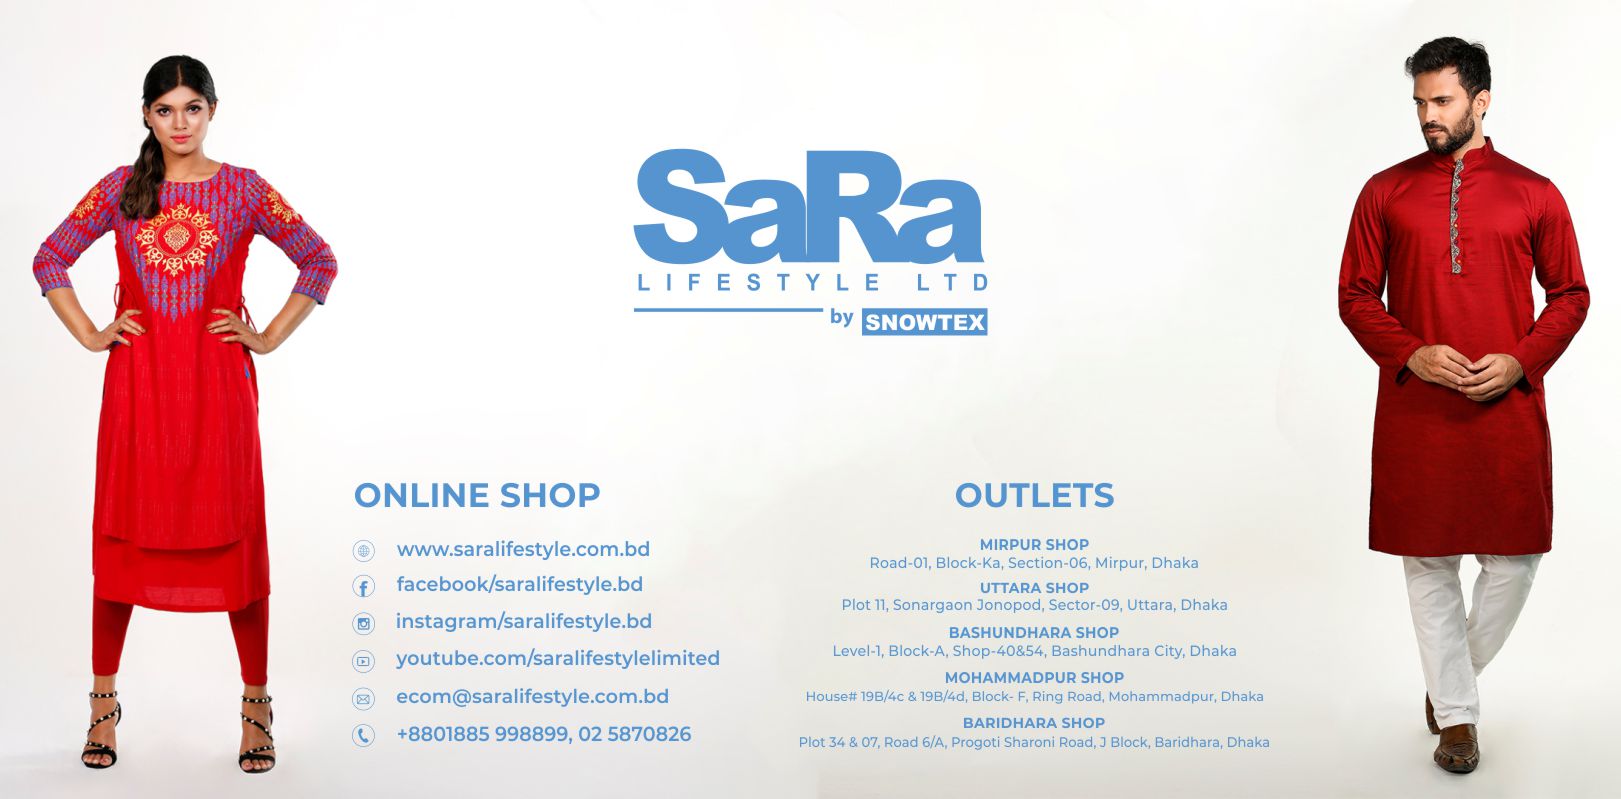 SaRa
LIFESTYLE LTD
by SNOWTEX
ONLINE SHOP
www.saralifestyle.com.bd
facebook/saralifestyle.bd
instagram/saralifestyle.bd
youtube.com/saralifestylelimited
ecom@saralifestyle.com.bd
+8801885 998899, 02 5870826
OUTLETS
MIRPUR SHOP
Road-01, Block-Ka, Section-06, Mirpur, Dhaka
UTTARA SHOP
Plot 11, Sonargaon Jonopod, Sector-09, Uttara, Dhaka
BASHUNDHARA SHOP
Level-1, Block-A, Shop-40&54, Bashundhara City, Dhaka
MOHAMMADPUR SHOP
House# 19B/4c & 19B/4d, Block- F, Ring Road, Mohammadpur, Dhaka
BARIDHARA SHOP
Plot 34 & 07, Road 6/A, Progoti Sharoni Road, J Block, Baridhara, Dhaka